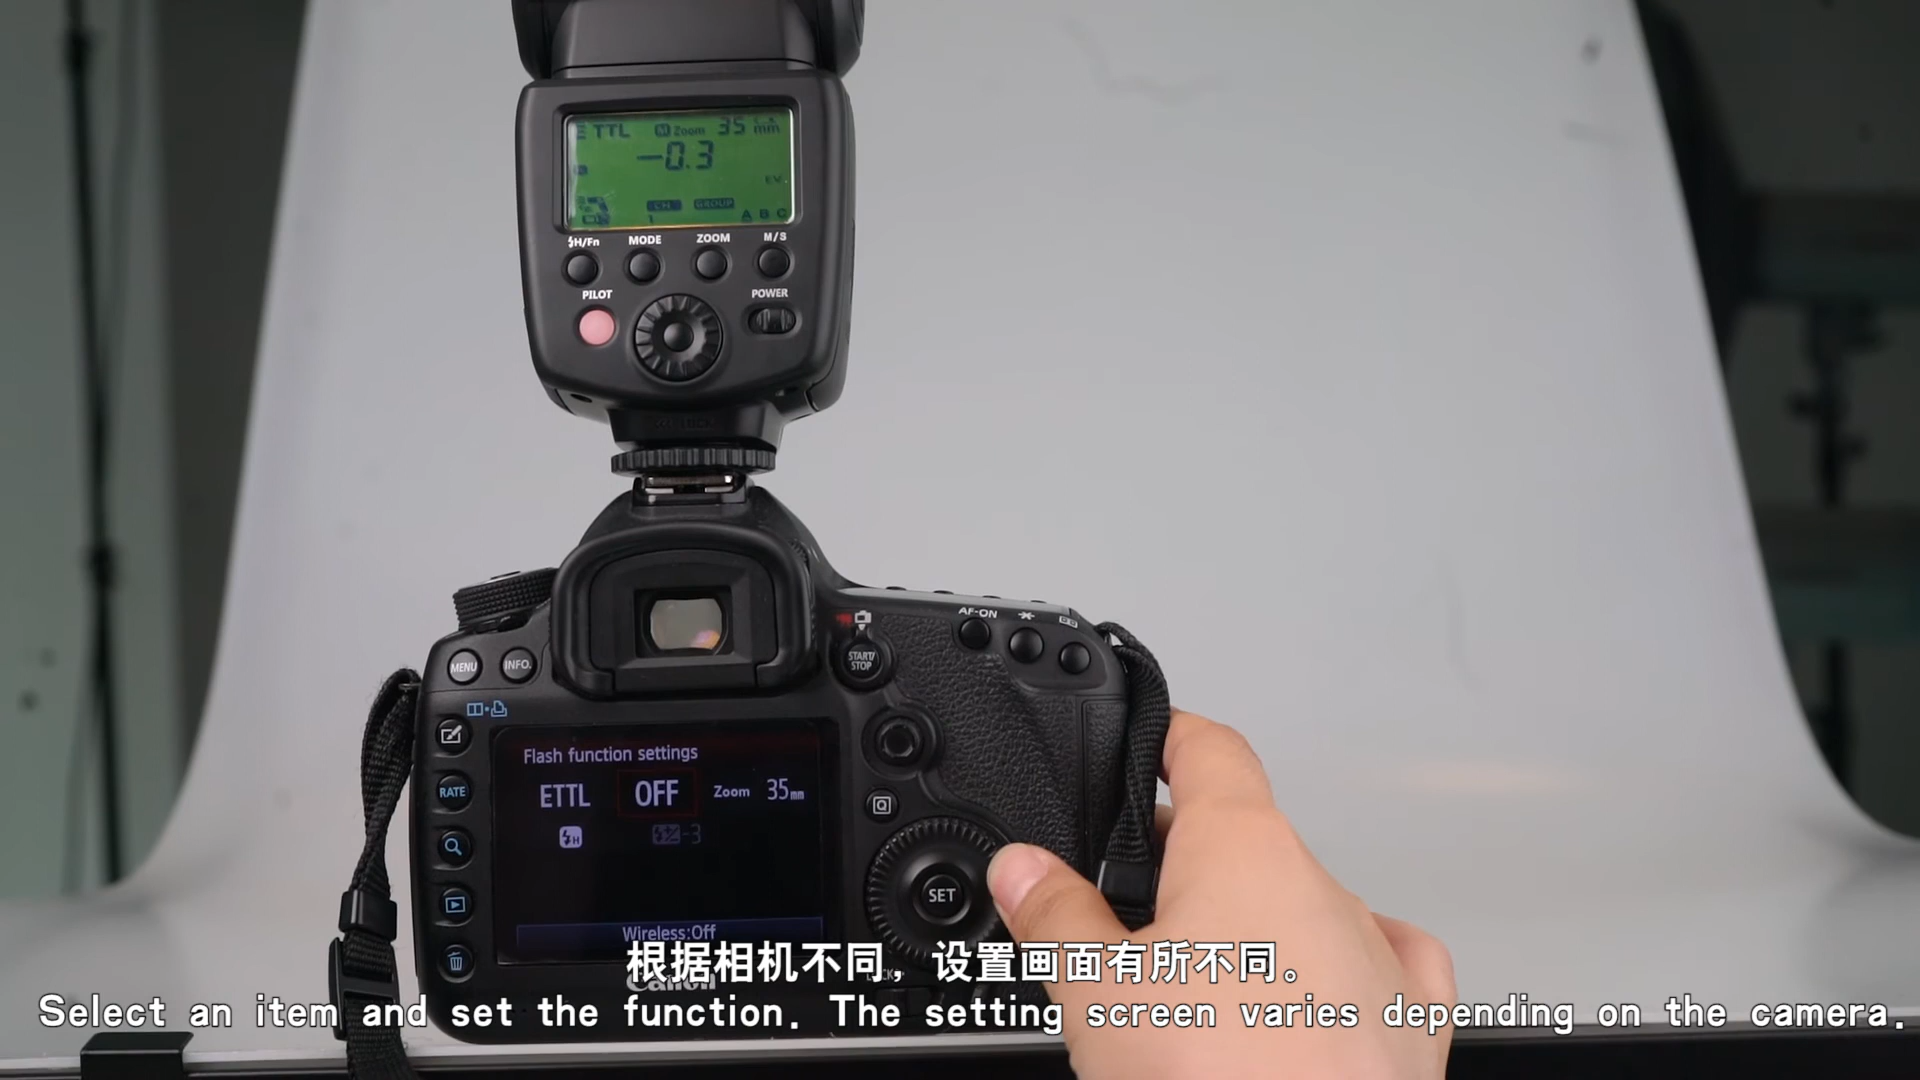 E TTL M Zoom 35 mm
-0.3
EV
CH GROUP
1 A B C
H/Fn MODE ZOOM M/S
PILOT POWER
AF-ON
MENU INFO.
START/
STOP
RATE
Flash function settings
ETTL OFF Zoom 35mm
H -3
Q
SET
Wireless:Off
Canon
根据相机不同，设置画面有所不同。
Select an item and set the function. The setting screen varies depending on the camera.